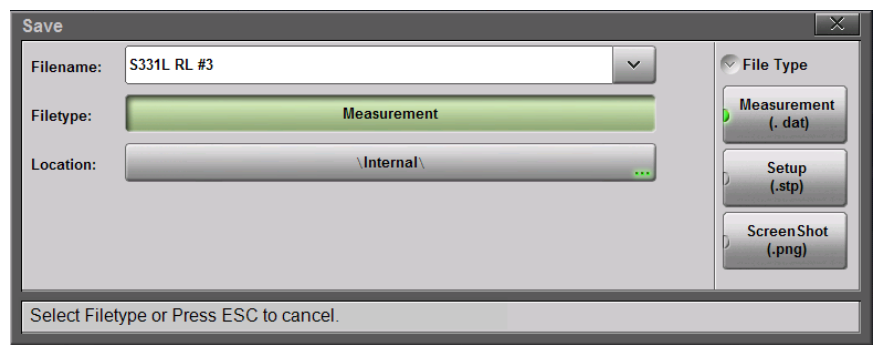 Save
Filename:
S331L RL #3
Filetype:
Measurement
Location:
\Internal\
...
File Type
Measurement
(. dat)
Setup
(.stp)
ScreenShot
(.png)
Select Filetype or Press ESC to cancel.